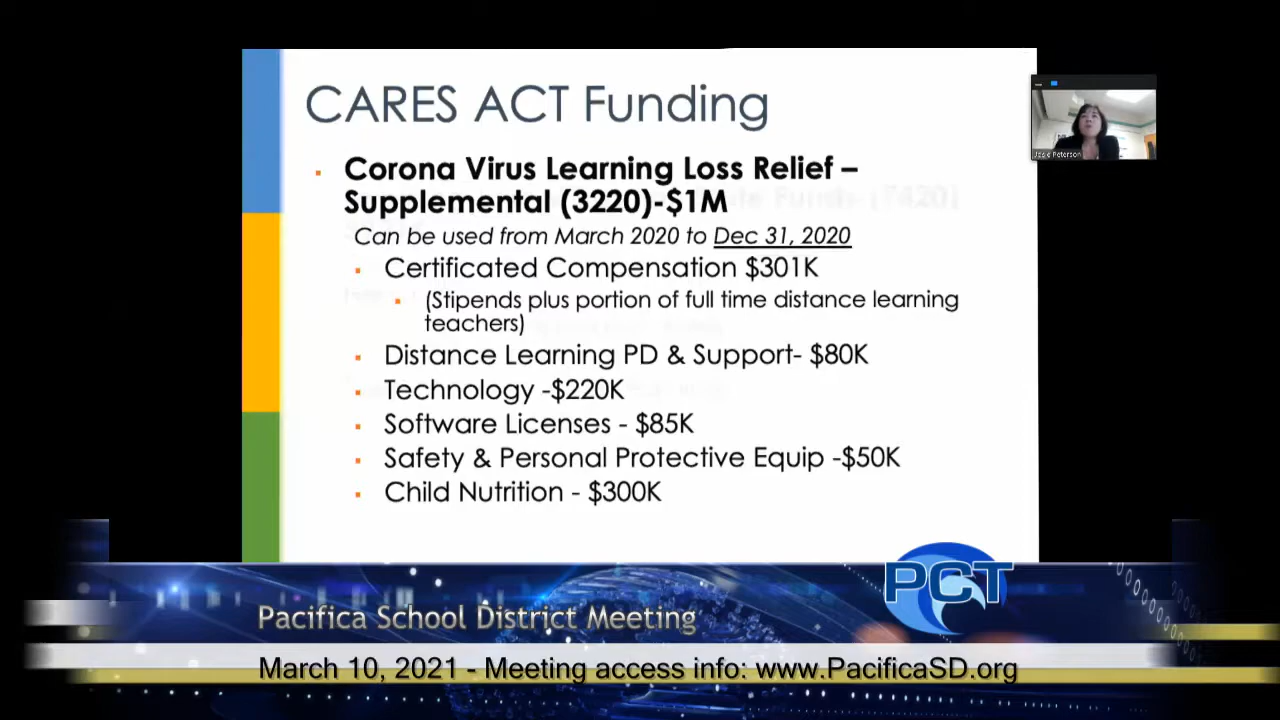 CARES ACT Funding
Corona Virus Learning Loss Relief –
Supplemental (3220)-$1M
Can be used from March 2020 to Dec 31, 2020
Certificated Compensation $301K
(Stipends plus portion of full time distance learning
teachers)
Distance Learning PD & Support- $80K
Technology -$220K
Software Licenses - $85K
Safety & Personal Protective Equip -$50K
Child Nutrition - $300K
Peterson
PCT
Pacifica School District Meeting
March 10, 2021 - Meeting access info: www.PacificaSD.org